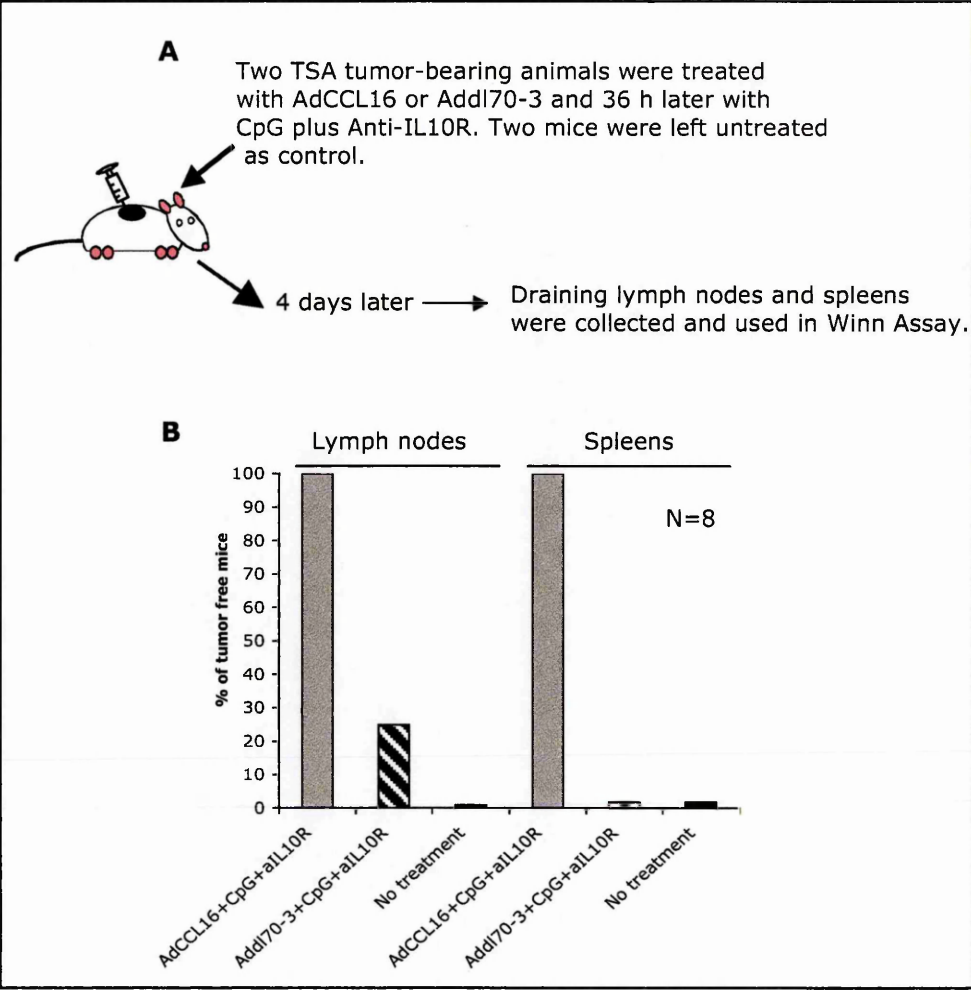 A
Two TSA tumor-bearing animals were treated
with AdCCL16 or Addl70-3 and 36 h later with
CpG plus Anti-IL10R. Two mice were left untreated
as control.
4 days later
Draining lymph nodes and spleens
were collected and used in Winn Assay.
B
Lymph nodes
Spleens
N=8
% of tumor free mice
100
90
80
70
60
50
40
30
20
10
0
AdCCL16+CpG+aIL10R
Addl70-3+CpG+aIL10R
No treatment
AdCCL16+CpG+aIL10R
Addl70-3+CpG+aIL10R
No treatment